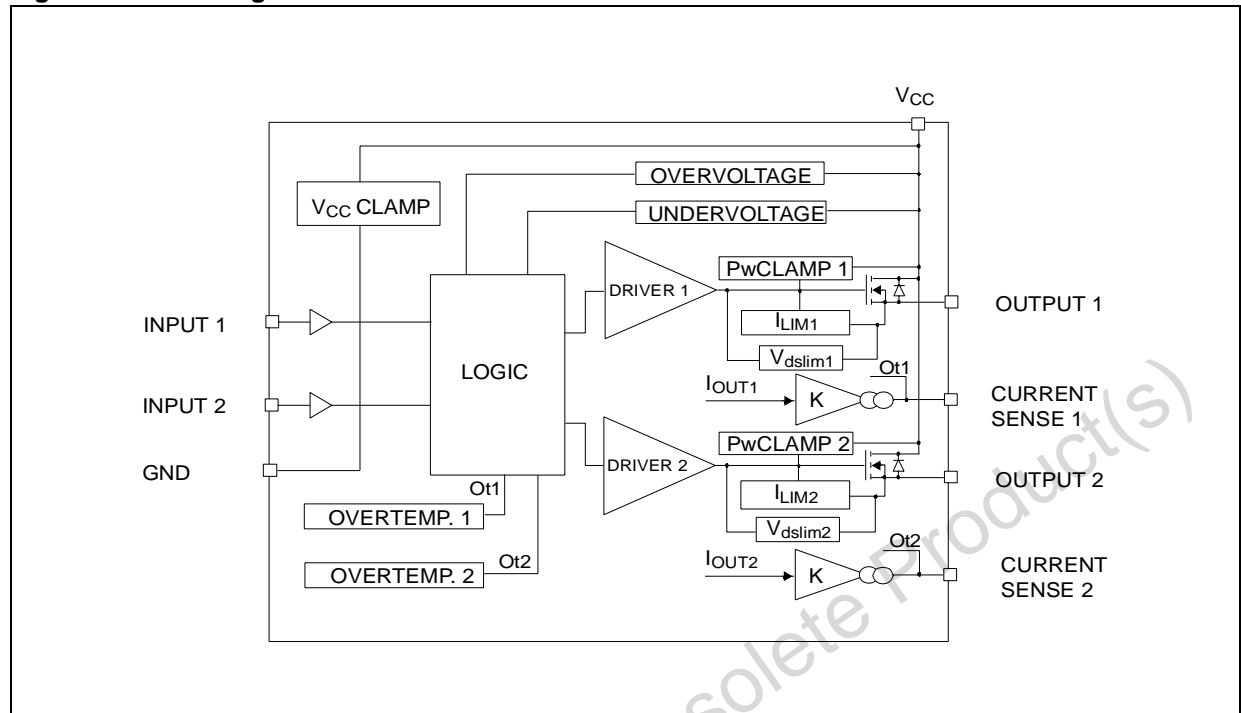 VCC
OVERVOLTAGE
VCC CLAMP
UNDERVOLTAGE
PwCLAMP 1
DRIVER 1
OUTPUT 1
INPUT 1
ILIM1
Vdslim1
LOGIC
Ot1
IOUT1
K
CURRENT
SENSE 1
INPUT 2
PwCLAMP 2
DRIVER 2
GND
OUTPUT 2
Ot1
ILIM2
OVERTEMP. 1
Vdslim2
Ot2
Ot2
IOUT2
OVERTEMP. 2
K
CURRENT
SENSE 2
solete Product(s)